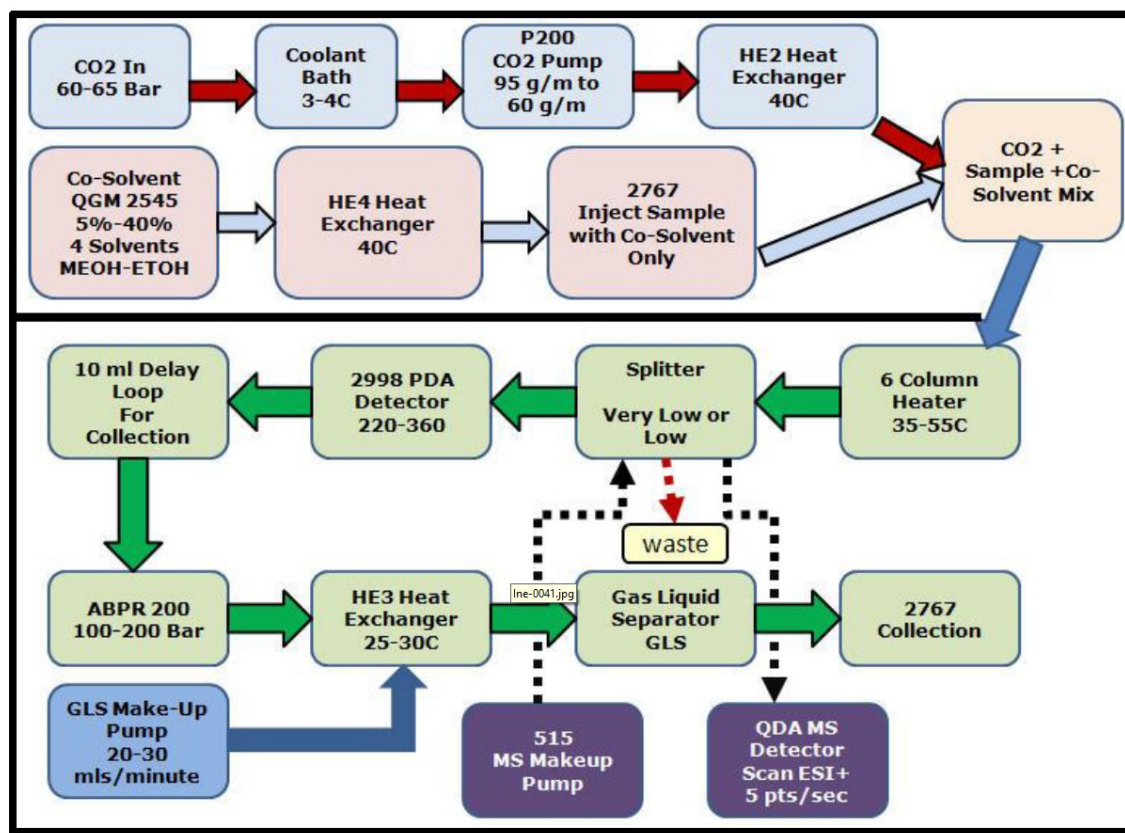 CO2 In
60-65 Bar
Coolant
Bath
3-4C
P200
CO2 Pump
95 g/m to
60 g/m
HE2 Heat
Exchanger
40C
CO2 +
Sample +Co-
Solvent Mix
Co-Solvent
QGM 2545
5%-40%
4 Solvents
MEOH-ETOH
HE4 Heat
Exchanger
40C
2767
Inject Sample
with Co-Solvent
Only
10 ml Delay
Loop
For
Collection
2998 PDA
Detector
220-360
Splitter
Very Low or
Low
6 Column
Heater
35-55C
waste
ABPR 200
100-200 Bar
HE3 Heat
Exchanger
25-30C
Ine-0041.jpg
Gas Liquid
Separator
GLS
2767
Collection
GLS Make-Up
Pump
20-30
mls/minute
515
MS Makeup
Pump
QDA MS
Detector
Scan ESI+
5 pts/sec